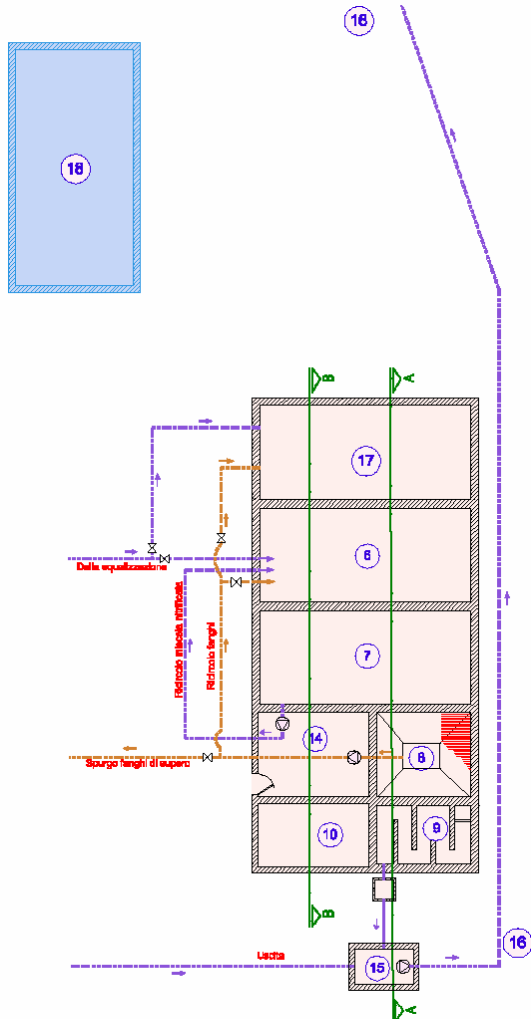 16
18
B
A
17
6
Dalla equalizzazione
Ricircolo miscela nitrificata
Ricircolo fanghi
7
14
8
Spurgo fanghi di supero
10
9
B
16
Uscita
15
A